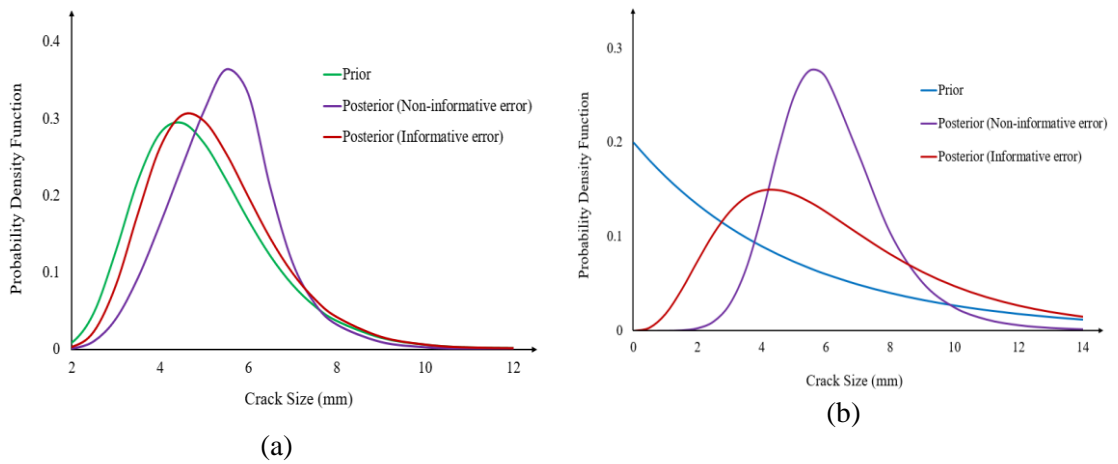 0.4
0.3
0.2
0.1
0
2 4 6 8 10 12
Probability Density Function
Crack Size (mm)
Prior
Posterior (Non-informative error)
Posterior (Informative error)
(a)
0.3
0.2
0.1
0
0 2 4 6 8 10 12 14
Probability Density Function
Crack Size (mm)
Prior
Posterior (Non-informative error)
Posterior (Informative error)
(b)